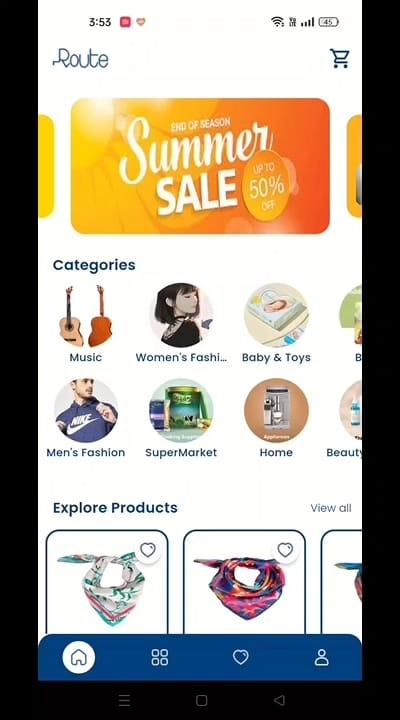 3:53
45
Route
END OF SEASON
Summer
SALE
UP TO
50%
OFF
Categories
Music
Women's Fashi...
Baby & Toys
B
NIKE
Men's Fashion
SuperMarket
Appliances
Home
Beauty
Explore Products
View all